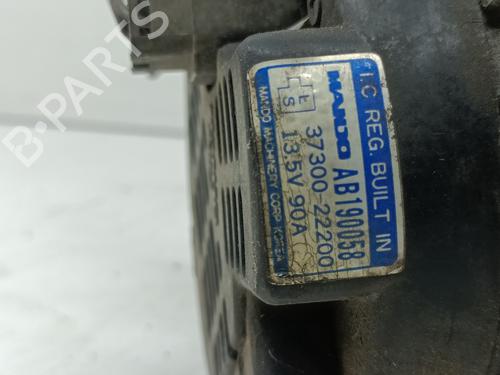 I.C REG. BUILT IN
MANDO AB190058
37300-22200
L
S
13.5V 90A
MANDO MACHINERY CORP. KOREA
B-Parts